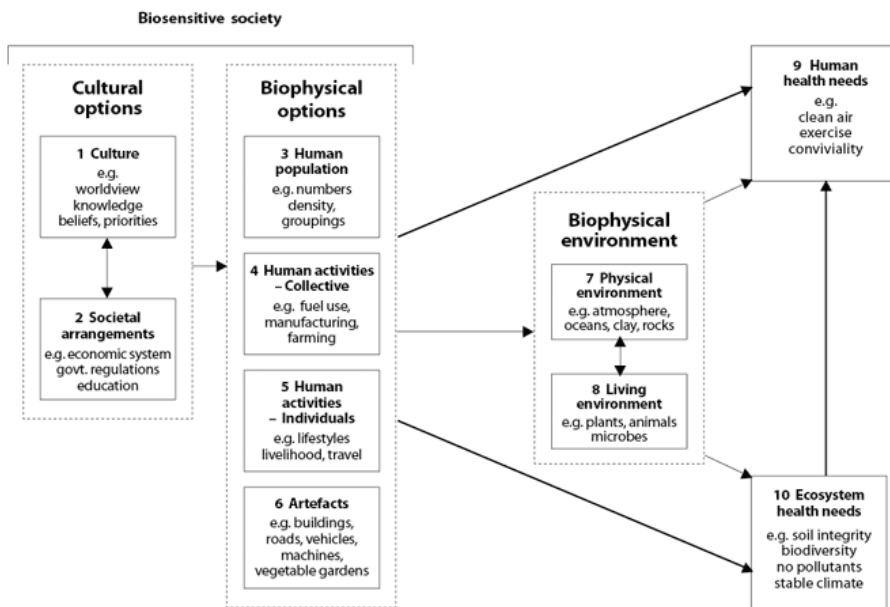 Biosensitive society
Cultural
options
1 Culture
e.g.
worldview
knowledge
beliefs, priorities
2 Societal
arrangements
e.g. economic system
govt. regulations
education
Biophysical
options
3 Human
population
e.g. numbers
density,
groupings
4 Human activities
– Collective
e.g. fuel use,
manufacturing,
farming
5 Human
activities
– Individuals
e.g. lifestyles
livelihood, travel
6 Artefacts
e.g. buildings,
roads, vehicles,
machines,
vegetable gardens
Biophysical
environment
7 Physical
environment
e.g. atmosphere,
oceans, clay, rocks
8 Living
environment
e.g. plants, animals
microbes
9 Human
health needs
e.g.
clean air
exercise
conviviality
10 Ecosystem
health needs
e.g. soil integrity
biodiversity
no pollutants
stable climate